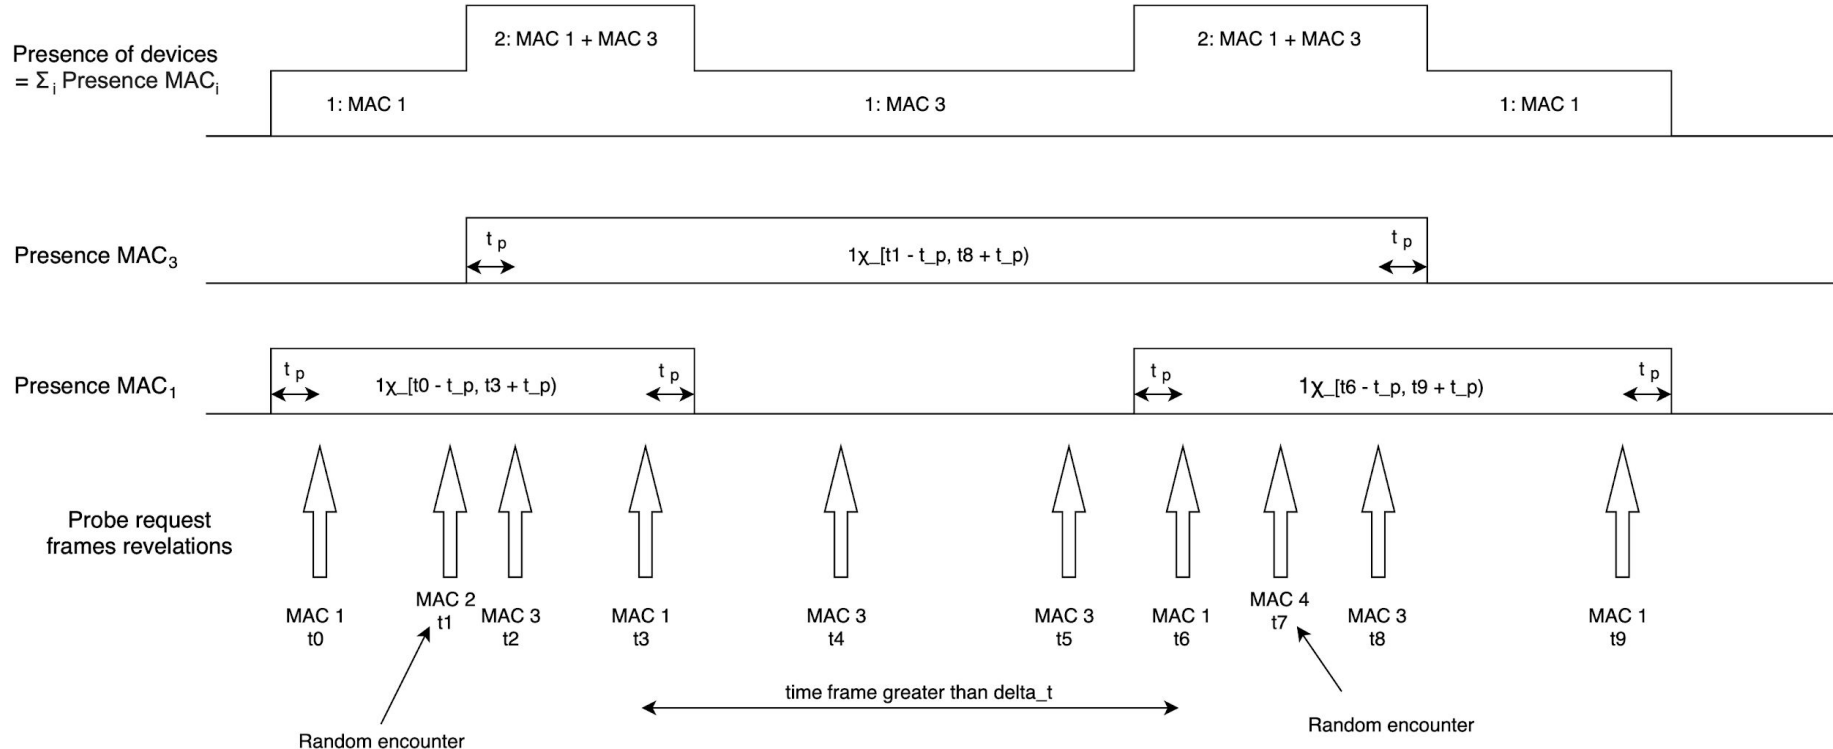 Presence of devices
= Σ i Presence MACi
2: MAC 1 + MAC 3
2: MAC 1 + MAC 3
1: MAC 1
1: MAC 3
1: MAC 1
Presence MAC3
t p
1χ_[t1 - t_p, t8 + t_p)
t p
Presence MAC1
t p
1χ_[t0 - t_p, t3 + t_p)
t p
t p
1χ_[t6 - t_p, t9 + t_p)
t p
Probe request
frames revelations
MAC 1
t0
MAC 2
t1
MAC 3
t2
MAC 1
t3
MAC 3
t4
MAC 3
t5
MAC 1
t6
MAC 4
t7
MAC 3
t8
MAC 1
t9
time frame greater than delta_t
Random encounter
Random encounter